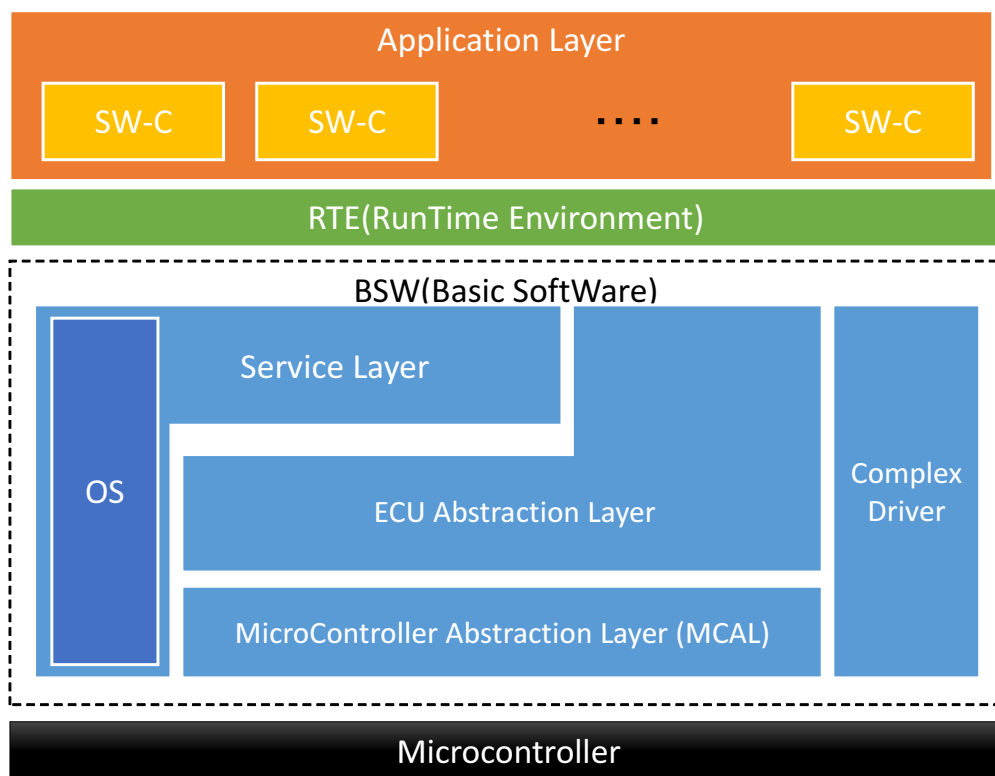 Application Layer
SW-C
SW-C
....
SW-C
RTE(RunTime Environment)
BSW(Basic SoftWare)
Service Layer
OS
ECU Abstraction Layer
Complex
Driver
MicroController Abstraction Layer (MCAL)
Microcontroller